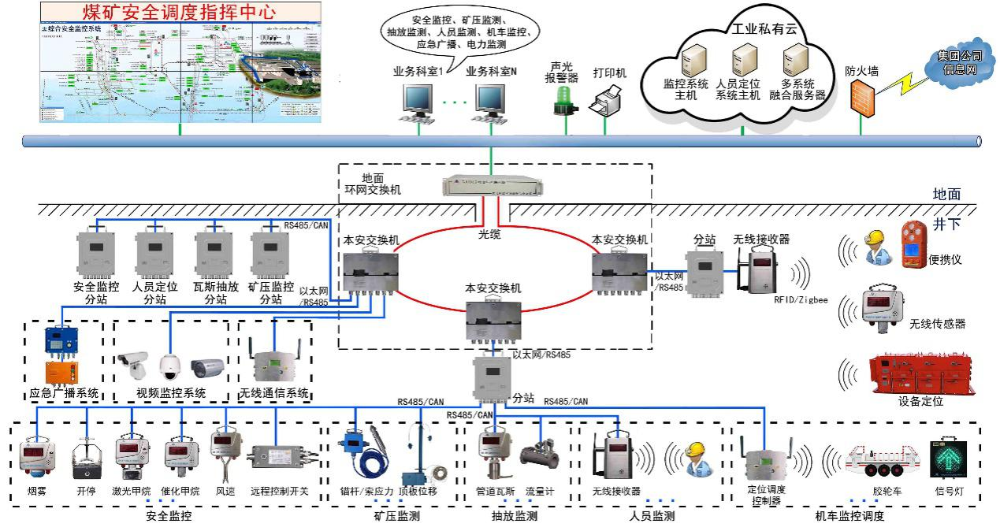 煤矿安全调度指挥中心
综合安全监控系统
安全监控、矿压监测、
抽放监测、人员监测、机车监控、
应急广播、电力监测
业务科室1
业务科室N
声光
报警器
打印机
工业私有云
监控系统
主机
人员定位
系统主机
多系统
融合服务器
防火墙
集团公司
信息网
地面
环网交换机
地面
井下
光缆
RS485/CAN
安全监控
分站
人员定位
分站
瓦斯抽放
分站
矿压监控
分站
以太网
/RS485
本安交换机
本安交换机
本安交换机
以太网
/RS485
分站
无线接收器
RFID/Zigbee
便携仪
无线传感器
设备定位
应急广播系统
视频监控系统
无线通信系统
以太网/RS485
分站
RS485/CAN
RS485/CAN
RS485/CAN
烟雾
开停
激光甲烷
催化甲烷
风速
远程控制开关
安全监控
锚杆/索应力
顶板位移
矿压监测
管道瓦斯
流量计
抽放监测
无线接收器
人员监测
定位调度
控制器
胶轮车
信号灯
机车监控调度